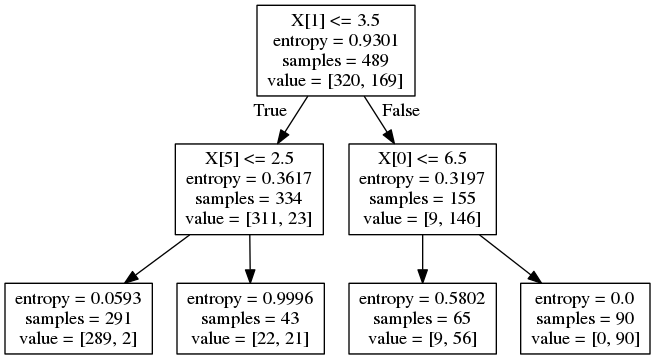 X[1] <= 3.5
entropy = 0.9301
samples = 489
value = [320, 169]
True
False
X[5] <= 2.5
entropy = 0.3617
samples = 334
value = [311, 23]
X[0] <= 6.5
entropy = 0.3197
samples = 155
value = [9, 146]
entropy = 0.0593
samples = 291
value = [289, 2]
entropy = 0.9996
samples = 43
value = [22, 21]
entropy = 0.5802
samples = 65
value = [9, 56]
entropy = 0.0
samples = 90
value = [0, 90]